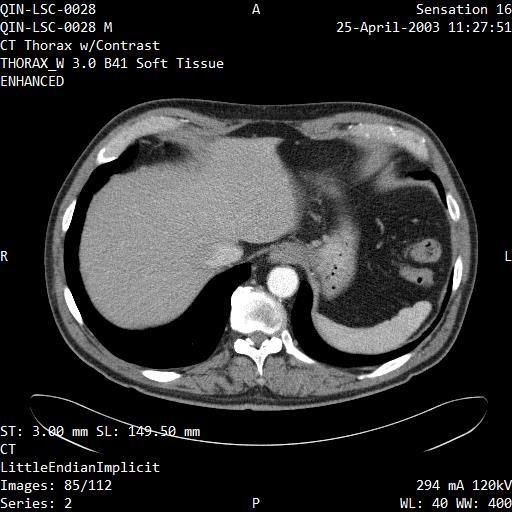 QIN-LSC-0028
A
Sensation 16
QIN-LSC-0028 M
25-April-2003 11:27:51
CT Thorax w/Contrast
THORAX_W 3.0 B41 Soft Tissue
ENHANCED
R
L
ST: 3.00 mm SL: 149.50 mm
CT
LittleEndianImplicit
Images: 85/112
294 mA 120kV
Series: 2
P
WL: 40 WW: 400